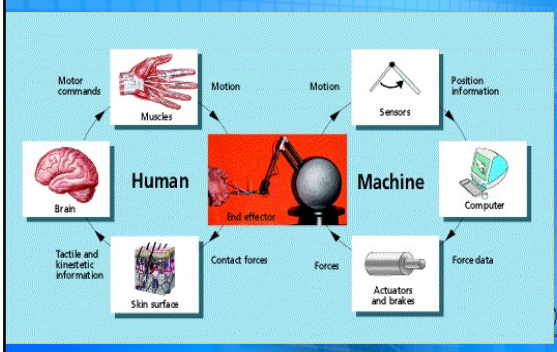 Motor
commands
Muscles
Motion
Motion
Sensors
Position
information
Brain
Human
End effector
Machine
Computer
Tactile and
kinestetic
information
Skin surface
Contact forces
Forces
Actuators
and brakes
Force data